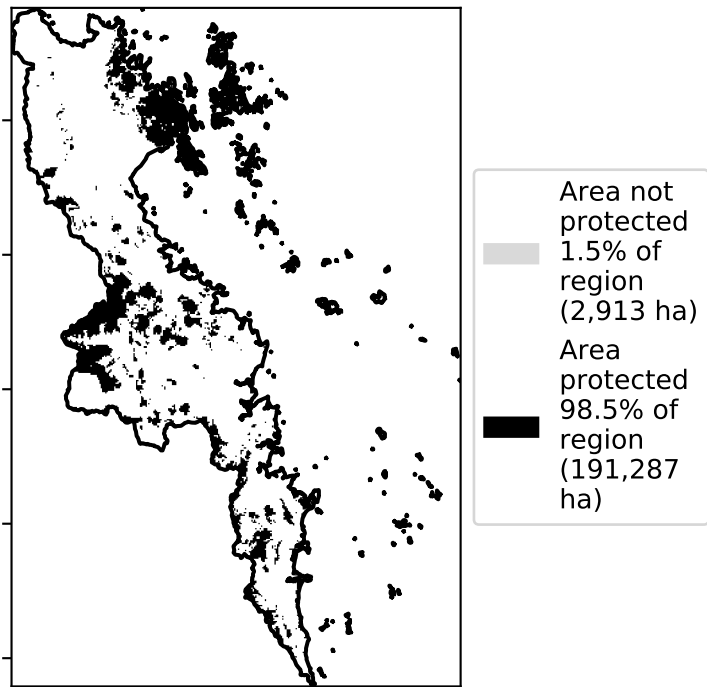 Area not
protected
1.5% of
region
(2,913 ha)
Area
protected
98.5% of
region
(191,287
ha)